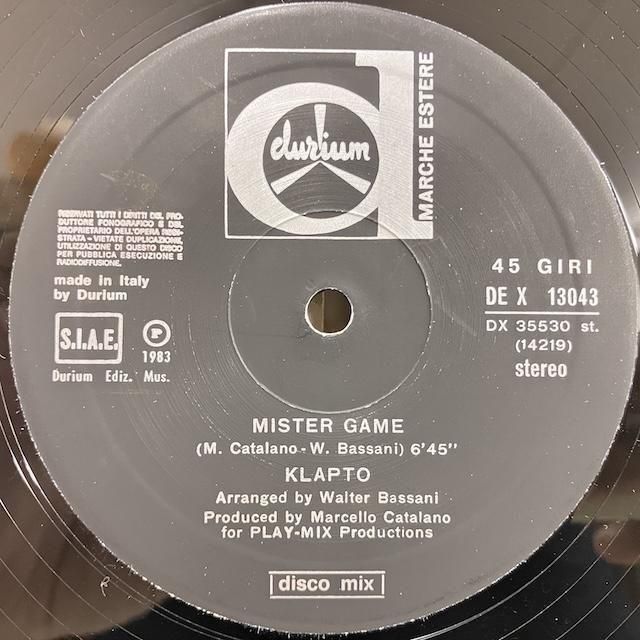 durium
MARCHE ESTERE
RISERVATI TUTTI I DIRITTI DEL PRO-
DUTTORE FONOGRAFICO E DEL
PROPRIETARIO DELL'OPERA REGI-
STRATA - VIETATE DUPLICAZIONE,
UTILIZZAZIONE DI QUESTO DISCO
PER PUBBLICA ESECUZIONE E
RADIODIFFUSIONE.
made in Italy
by Durium
S.I.A.E.
P
1983
Durium Ediz. Mus.
45 GIRI
DE X 13043
DX 35530 st.
(14219)
stereo
MISTER GAME
(M. Catalano - W. Bassani) 6'45"
KLAPTO
Arranged by Walter Bassani
Produced by Marcello Catalano
for PLAY-MIX Productions
disco mix